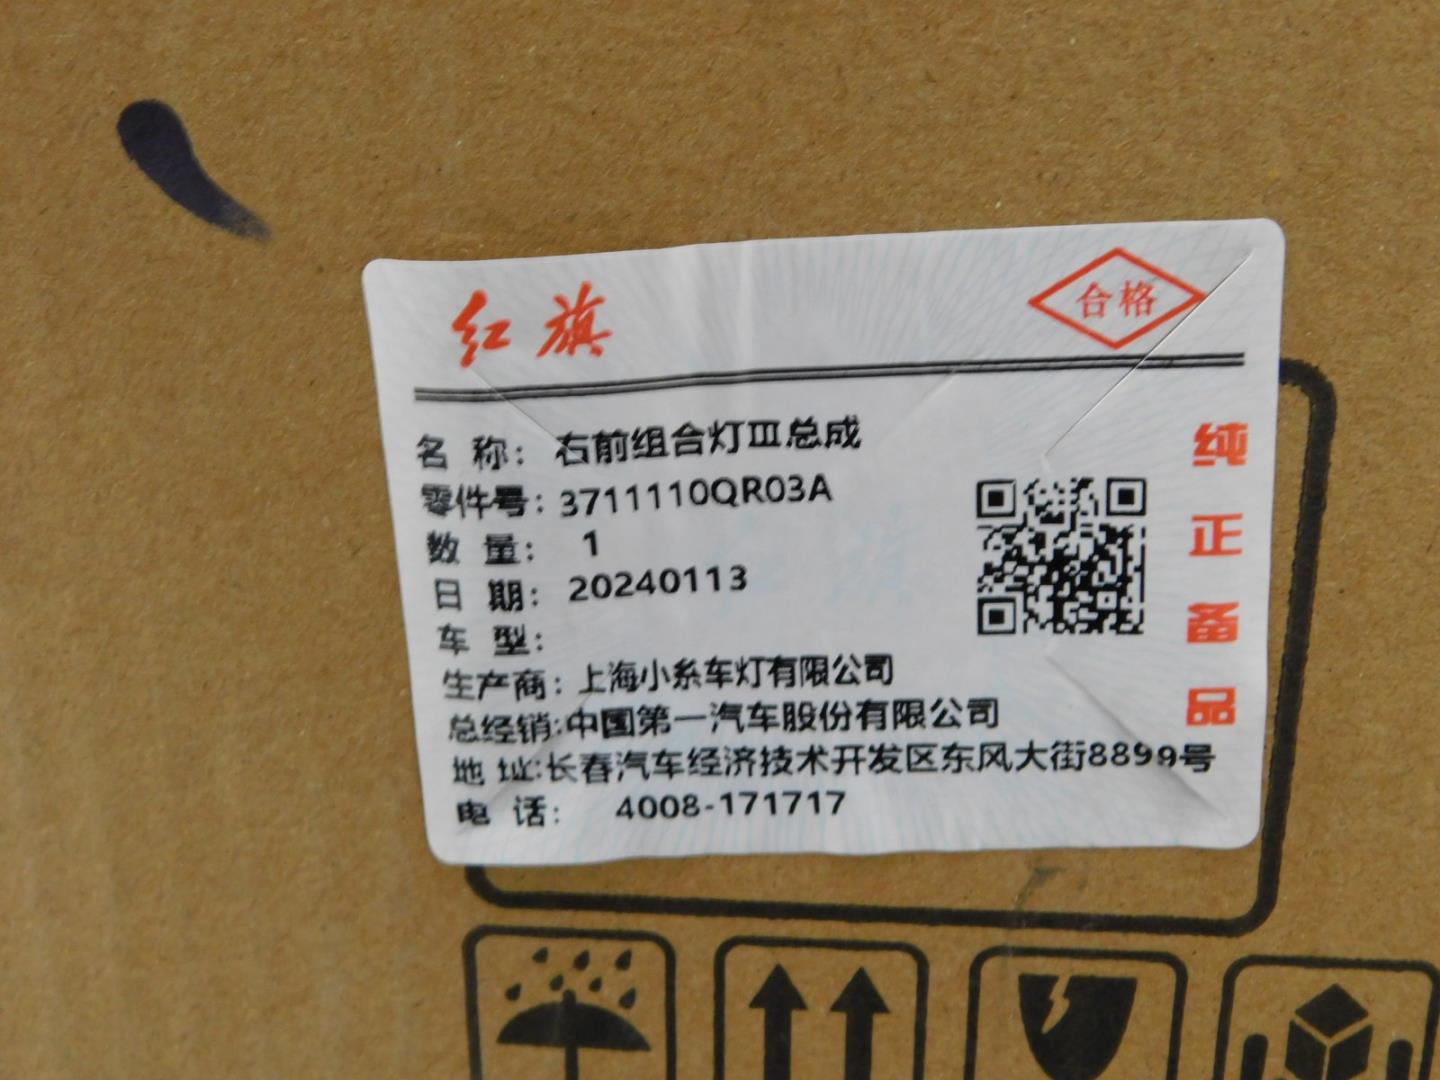 红旗
合格
名 称： 右前组合灯III总成
零件号：3711110QR03A
数 量： 1
日 期： 20240113
车 型：
生产商：上海小糸车灯有限公司
总经销:中国第一汽车股份有限公司
地 址:长春汽车经济技术开发区东风大街8899号
电 话： 4008-171717
纯正备品